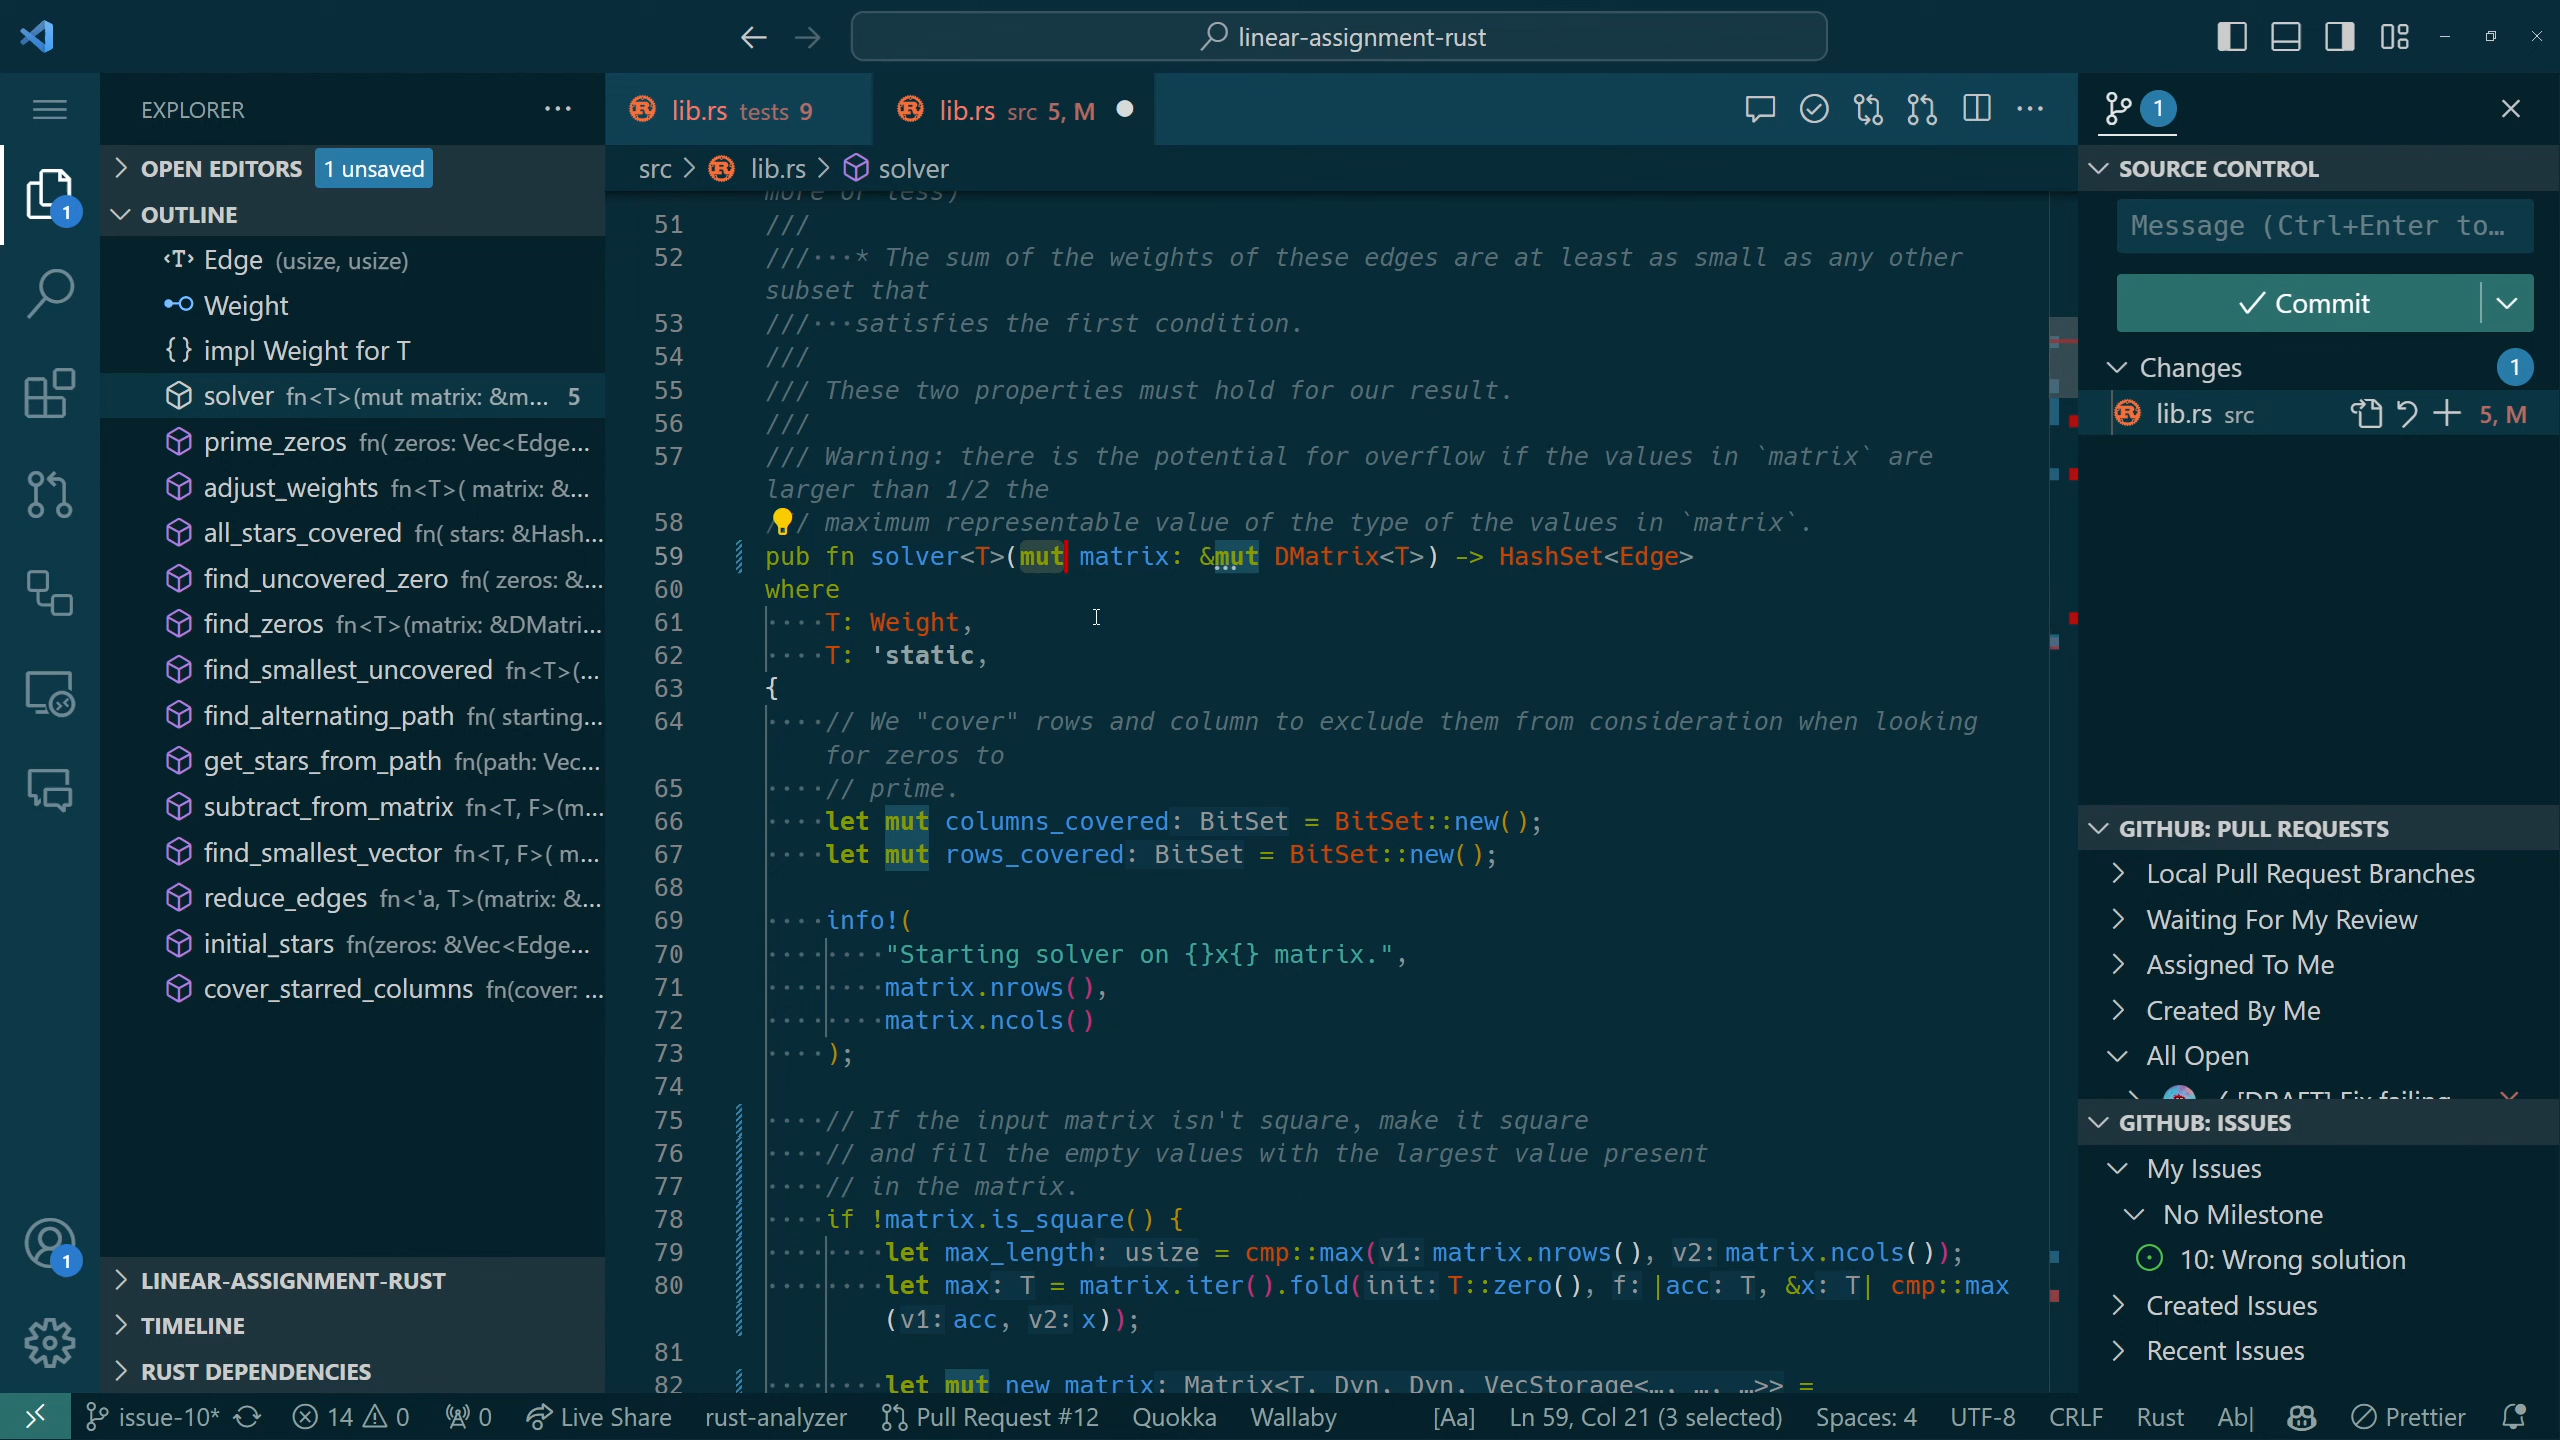 linear-assignment-rust
EXPLORER
OPEN EDITORS 1 unsaved
OUTLINE
Edge (usize, usize)
Weight
{} impl Weight for T
solver fn<T>(mut matrix: &m... 5
prime_zeros fn( zeros: Vec<Edge...
adjust_weights fn<T>( matrix: &...
all_stars_covered fn( stars: &Hash...
find_uncovered_zero fn( zeros: &...
find_zeros fn<T>(matrix: &DMatri...
find_smallest_uncovered fn<T>(...
find_alternating_path fn( starting...
get_stars_from_path fn(path: Vec...
subtract_from_matrix fn<T, F>(m...
find_smallest_vector fn<T, F>( m...
reduce_edges fn<'a, T>(matrix: &...
initial_stars fn(zeros: &Vec<Edge...
cover_starred_columns fn(cover: ...
LINEAR-ASSIGNMENT-RUST
TIMELINE
RUST DEPENDENCIES
1
1
lib.rs tests 9
lib.rs src 5, M
src > lib.rs > solver
more or less)
51 ///
52 ///···* The sum of the weights of these edges are at least as small as any other
subset that
53 ///···satisfies the first condition.
54 ///
55 /// These two properties must hold for our result.
56 ///
57 /// Warning: there is the potential for overflow if the values in `matrix` are
larger than 1/2 the
58 /// maximum representable value of the type of the values in `matrix`.
59 pub fn solver<T>(mut matrix: &mut DMatrix<T>) -> HashSet<Edge>
60 where
61 ····T: Weight,
62 ····T: 'static,
63 {
64 ····// We "cover" rows and column to exclude them from consideration when looking
for zeros to
65 ····// prime.
66 ····let mut columns_covered: BitSet = BitSet::new();
67 ····let mut rows_covered: BitSet = BitSet::new();
68
69 ····info!(
70 ········"Starting solver on {}x{} matrix.",
71 ········matrix.nrows(),
72 ········matrix.ncols()
73 ····);
74
75 ····// If the input matrix isn't square, make it square
76 ····// and fill the empty values with the largest value present
77 ····// in the matrix.
78 ····if !matrix.is_square() {
79 ········let max_length: usize = cmp::max(v1: matrix.nrows(), v2: matrix.ncols());
80 ········let max: T = matrix.iter().fold(init: T::zero(), f: |acc: T, &x: T| cmp::max
(v1: acc, v2: x));
81
82 ········let mut new_matrix: Matrix<T, Dyn, Dyn, VecStorage<…, …, …>> =
1
SOURCE CONTROL
Message (Ctrl+Enter to...
Commit
Changes 1
lib.rs src 5, M
GITHUB: PULL REQUESTS
Local Pull Request Branches
Waiting For My Review
Assigned To Me
Created By Me
All Open
[DRAFT] Fix failing
GITHUB: ISSUES
My Issues
No Milestone
10: Wrong solution
Created Issues
Recent Issues
issue-10* 14 0 0 Live Share rust-analyzer Pull Request #12 Quokka Wallaby [Aa] Ln 59, Col 21 (3 selected) Spaces: 4 UTF-8 CRLF Rust Ab| Prettier